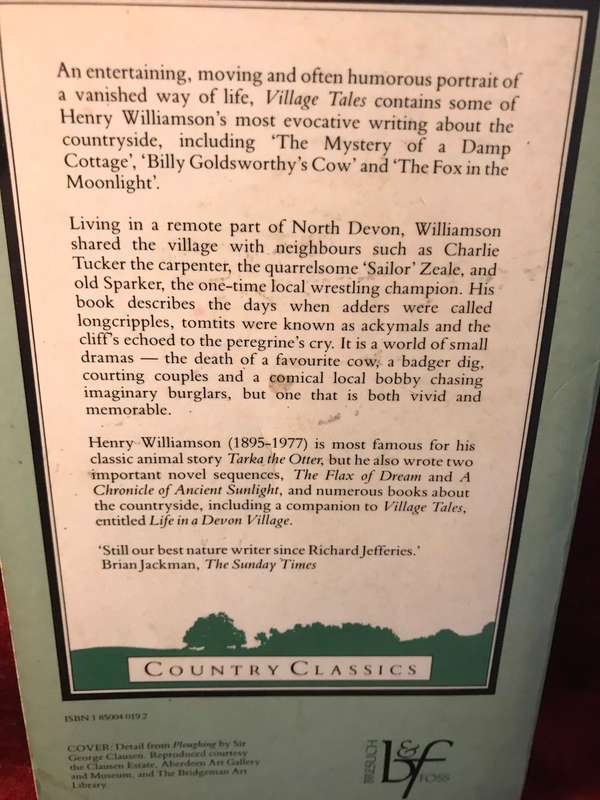 An entertaining, moving and often humorous portrait of
a vanished way of life, Village Tales contains some of
Henry Williamson's most evocative writing about the
countryside, including 'The Mystery of a Damp
Cottage', 'Billy Goldsworthy's Cow' and 'The Fox in the
Moonlight'.
Living in a remote part of North Devon, Williamson
shared the village with neighbours such as Charlie
Tucker the carpenter, the quarrelsome 'Sailor' Zeale, and
old Sparker, the one-time local wrestling champion. His
book describes the days when adders were called
longcripples, tomtits were known as ackymals and the
cliff's echoed to the peregrine's cry. It is a world of small
dramas — the death of a favourite cow, a badger dig,
courting couples and a comical local bobby chasing
imaginary burglars, but one that is both vivid and
memorable.
Henry Williamson (1895-1977) is most famous for his
classic animal story Tarka the Otter, but he also wrote two
important novel sequences, The Flax of Dream and A
Chronicle of Ancient Sunlight, and numerous books about
the countryside, including a companion to Village Tales,
entitled Life in a Devon Village.
'Still our best nature writer since Richard Jefferies.'
Brian Jackman, The Sunday Times
COUNTRY CLASSICS
ISBN 1 85004 019 2
COVER: Detail from Ploughing by Sir
George Clausen. Reproduced courtesy
the Clausen Estate, Aberdeen Art Gallery
and Museum, and The Bridgeman Art
Library.
BREслICH
b&f
FOSS